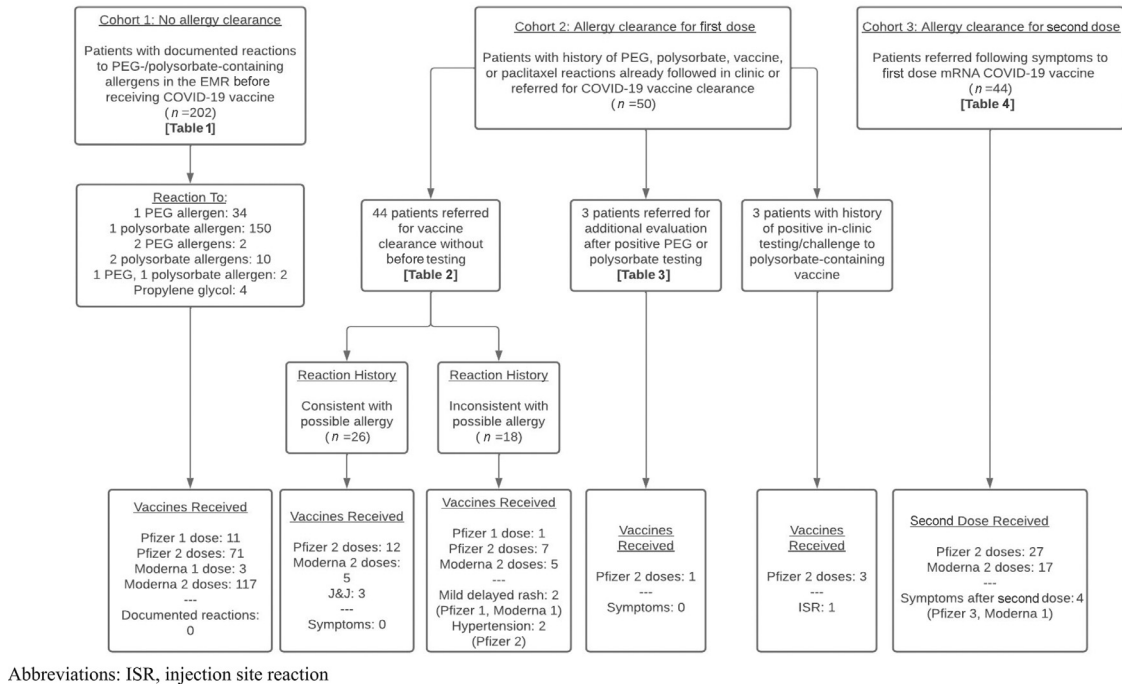 Cohort 1: No allergy clearance
Patients with documented reactions
to PEG-/polysorbate-containing
allergens in the EMR before
receiving COVID-19 vaccine
(n =202)
[Table 1]
Cohort 2: Allergy clearance for first dose
Patients with history of PEG, polysorbate, vaccine,
or paclitaxel reactions already followed in clinic or
referred for COVID-19 vaccine clearance
(n =50)
Cohort 3: Allergy clearance for second dose
Patients referred following symptoms to
first dose mRNA COVID-19 vaccine
(n =44)
[Table 4]
Reaction To:
1 PEG allergen: 34
1 polysorbate allergen: 150
2 PEG allergens: 2
2 polysorbate allergens: 10
1 PEG, 1 polysorbate allergen: 2
Propylene glycol: 4
44 patients referred
for vaccine
clearance without
before testing
[Table 2]
3 patients referred for
additional evaluation
after positive PEG or
polysorbate testing
[Table 3]
3 patients with history
of positive in-clinic
testing/challenge to
polysorbate-containing
vaccine
Reaction History
Consistent with
possible allergy
(n =26)
Reaction History
Inconsistent with
possible allergy
(n =18)
Vaccines Received
Pfizer 1 dose: 11
Pfizer 2 doses: 71
Moderna 1 dose: 3
Moderna 2 doses: 117
---
Documented reactions:
0
Vaccines Received
Pfizer 2 doses: 12
Moderna 2 doses:
5
J&J: 3
---
Symptoms: 0
Vaccines Received
Pfizer 1 dose: 1
Pfizer 2 doses: 7
Moderna 2 doses: 5
---
Mild delayed rash: 2
(Pfizer 1, Moderna 1)
Hypertension: 2
(Pfizer 2)
Vaccines
Received
Pfizer 2 doses: 1
---
Symptoms: 0
Vaccines
Received
Pfizer 2 doses: 3
---
ISR: 1
Second Dose Received
Pfizer 2 doses: 27
Moderna 2 doses: 17
---
Symptoms after second dose: 4
(Pfizer 3, Moderna 1)
Abbreviations: ISR, injection site reaction